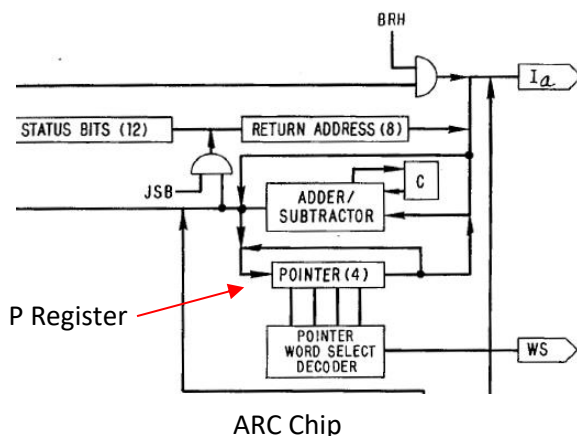 BRH
Ia
STATUS BITS (12)
RETURN ADDRESS (8)
JSB
ADDER/
SUBTRACTOR
C
POINTER (4)
P Register
POINTER
WORD SELECT
DECODER
WS
ARC Chip